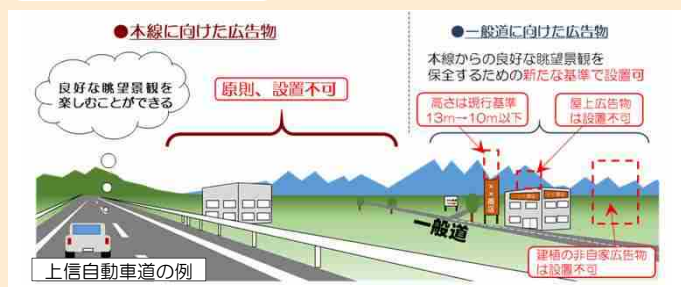 ●本線に向けた広告物
良好な眺望景観を
楽しむことができる
原則、設置不可
●一般道に向けた広告物
本線からの良好な眺望景観を
保全するための新たな基準で設置可
高さは現行基準
13m→10m以下
屋上広告物
は設置不可
一般道
建植の非自家広告物
は設置不可
上信自動車道の例